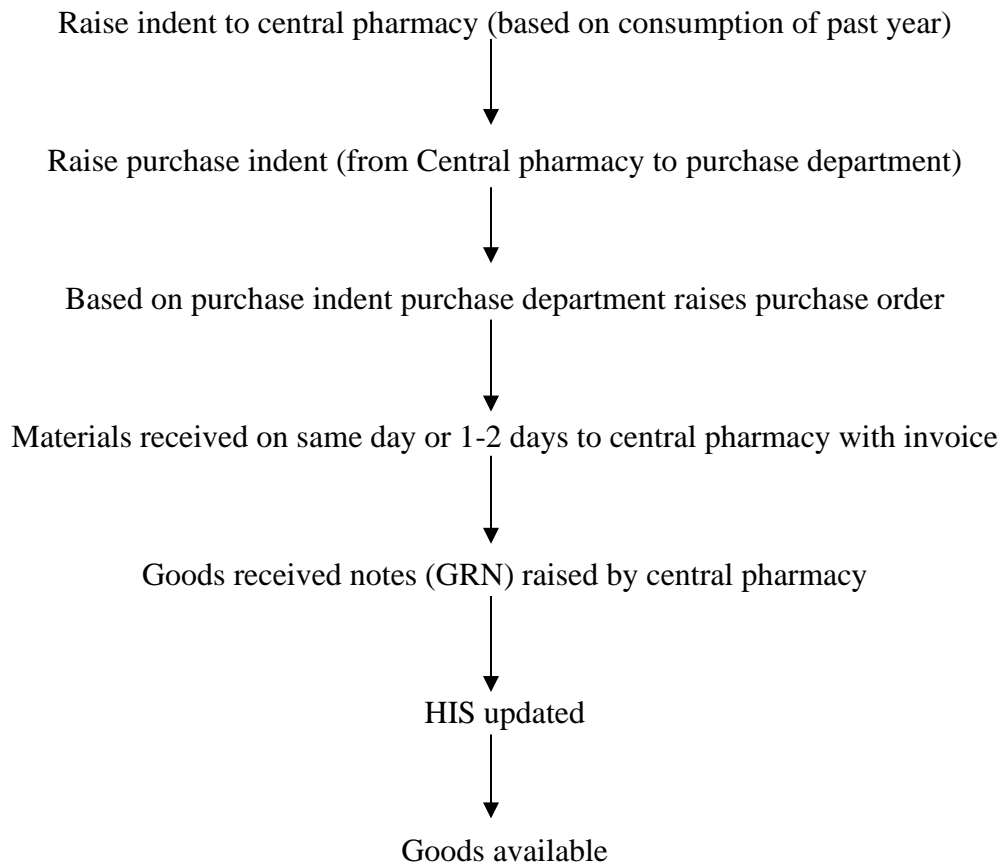 Raise indent to central pharmacy (based on consumption of past year)
Raise purchase indent (from Central pharmacy to purchase department)
Based on purchase indent purchase department raises purchase order
Materials received on same day or 1-2 days to central pharmacy with invoice
Goods received notes (GRN) raised by central pharmacy
HIS updated
Goods available